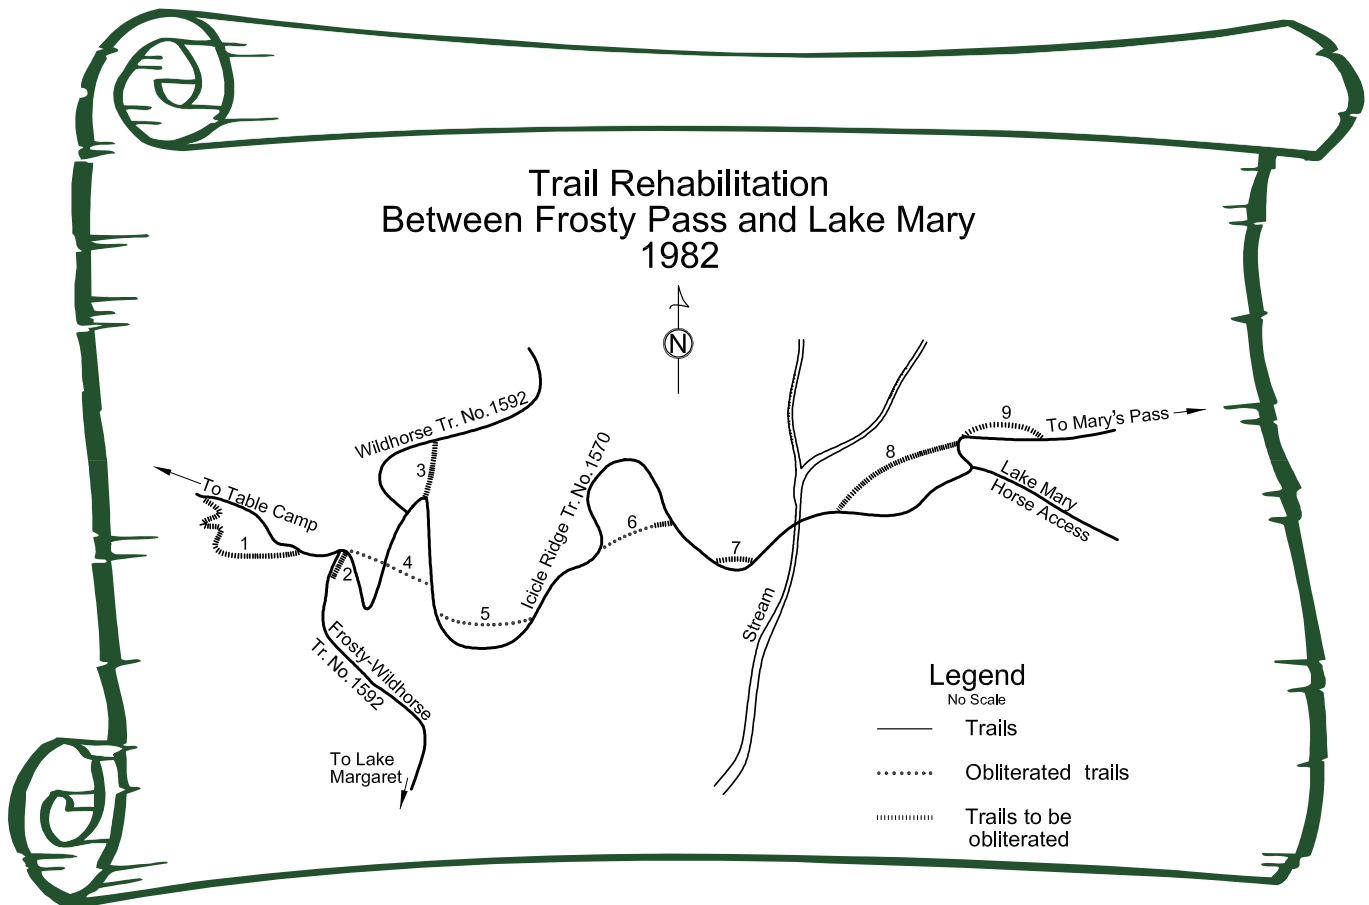 Trail Rehabilitation
Between Frosty Pass and Lake Mary
1982
N
Wildhorse Tr. No.1592
To Table Camp
1
2
3
4
5
Icicle Ridge Tr. No.1570
6
7
8
9
To Mary's Pass
Lake Mary
Horse Access
Stream
Frosty-Wildhorse
Tr. No. 1592
To Lake
Margaret
Legend
No Scale
Trails
Obliterated trails
Trails to be
obliterated